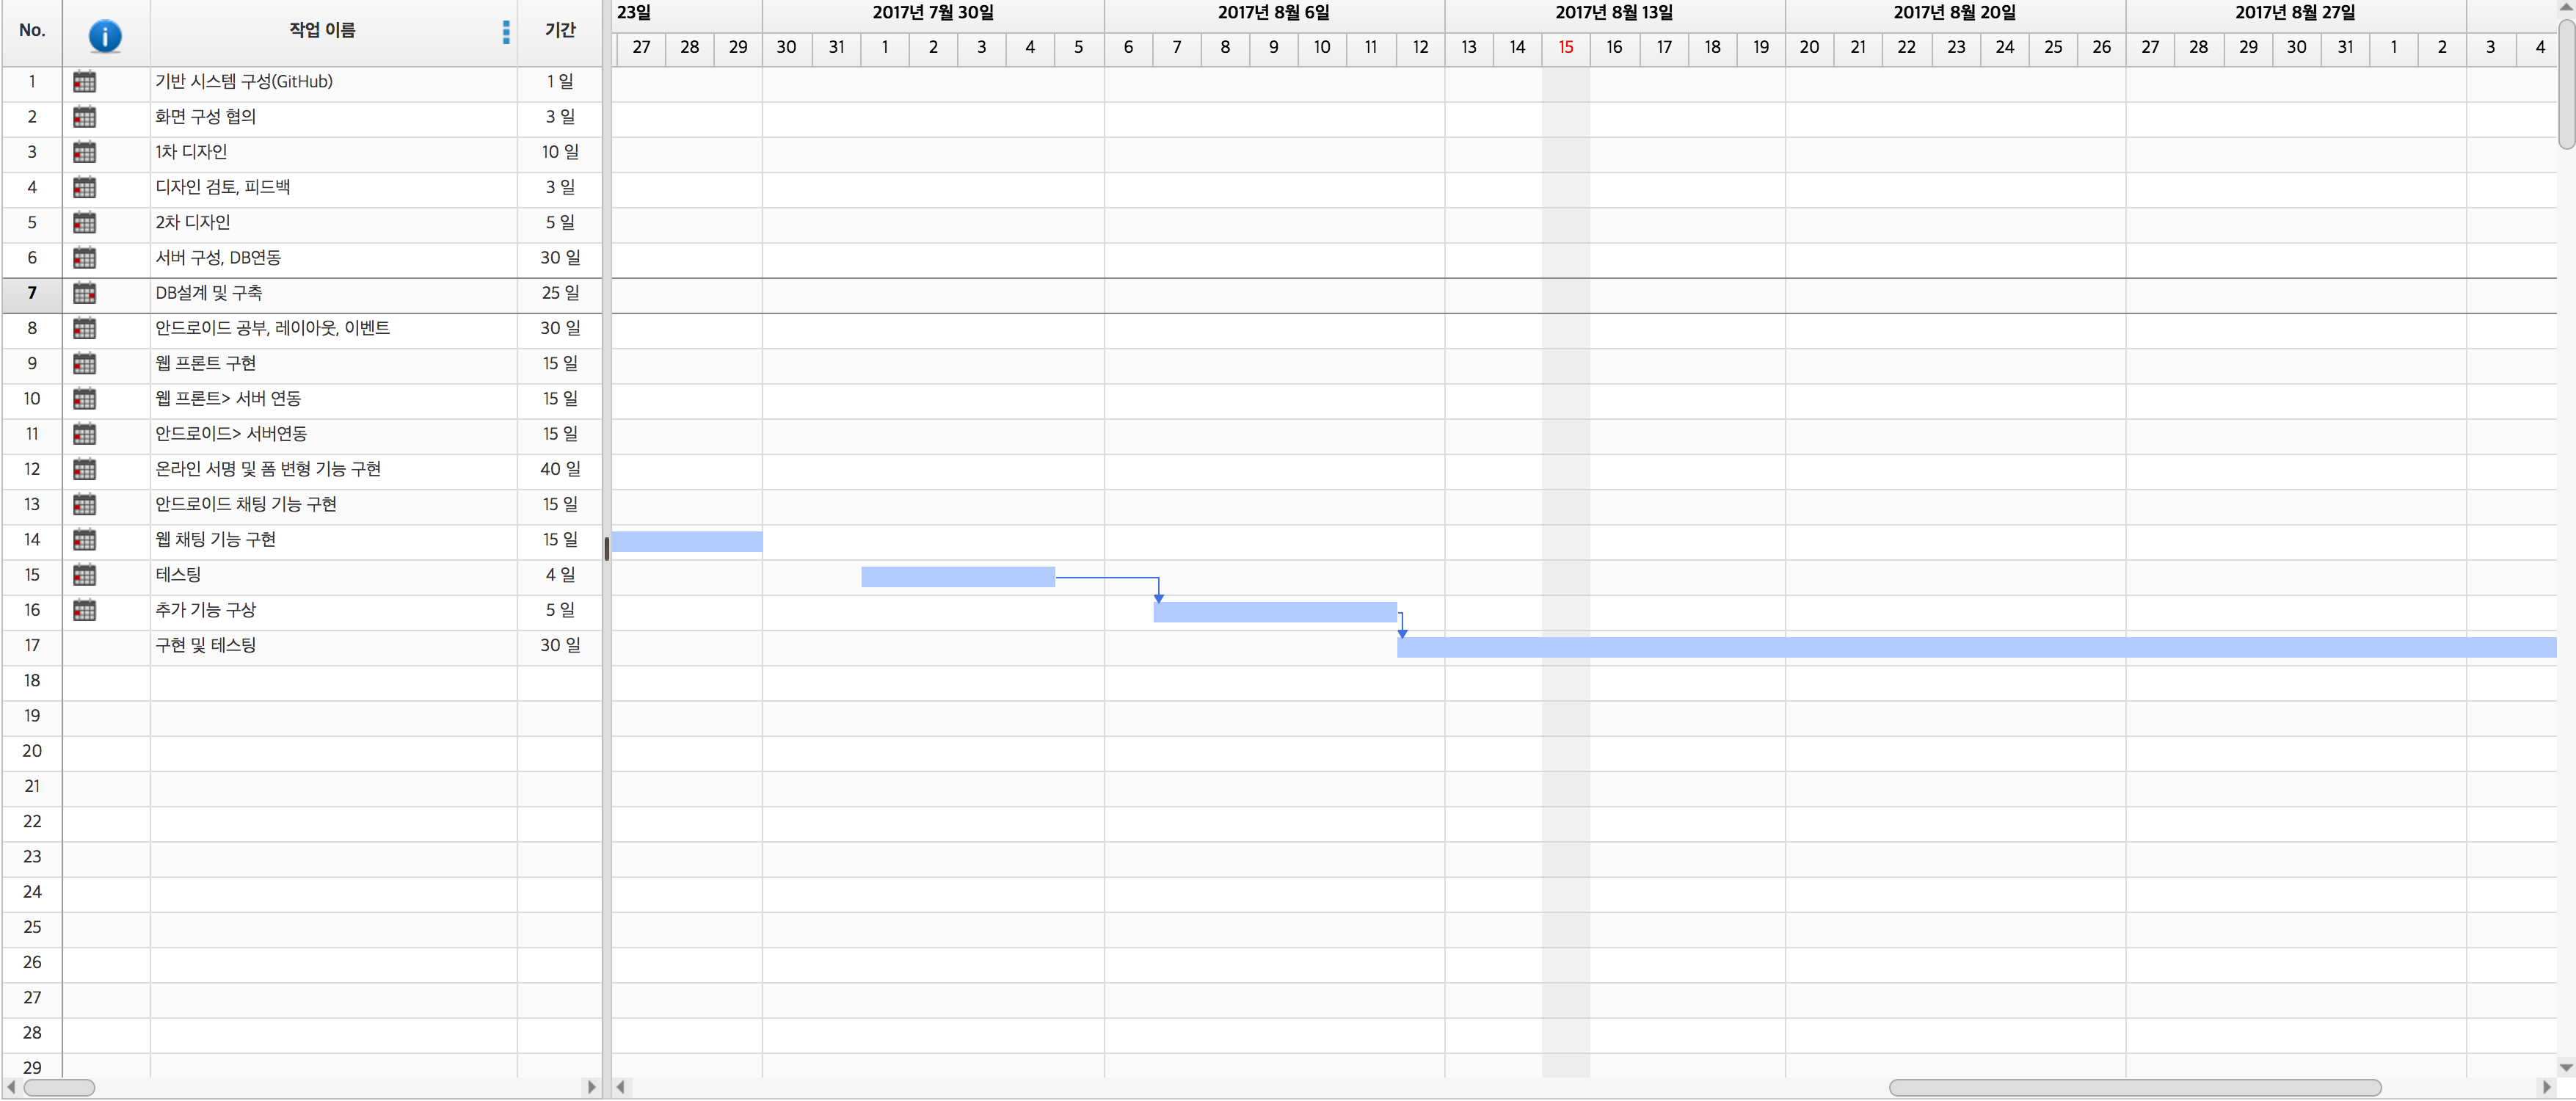 No. 작업 이름 기간 23일 2017년 7월 30일 2017년 8월 6일 2017년 8월 13일 2017년 8월 20일 2017년 8월 27일
27 28 29 30 31 1 2 3 4 5 6 7 8 9 10 11 12 13 14 15 16 17 18 19 20 21 22 23 24 25 26 27 28 29 30 31 1 2 3 4
1 기반 시스템 구성(GitHub) 1 일
2 화면 구성 협의 3 일
3 1차 디자인 10 일
4 디자인 검토, 피드백 3 일
5 2차 디자인 5 일
6 서버 구성, DB연동 30 일
7 DB설계 및 구축 25 일
8 안드로이드 공부, 레이아웃, 이벤트 30 일
9 웹 프론트 구현 15 일
10 웹 프론트> 서버 연동 15 일
11 안드로이드> 서버연동 15 일
12 온라인 서명 및 폼 변형 기능 구현 40 일
13 안드로이드 채팅 기능 구현 15 일
14 웹 채팅 기능 구현 15 일
15 테스팅 4 일
16 추가 기능 구상 5 일
17 구현 및 테스팅 30 일
18
19
20
21
22
23
24
25
26
27
28
29